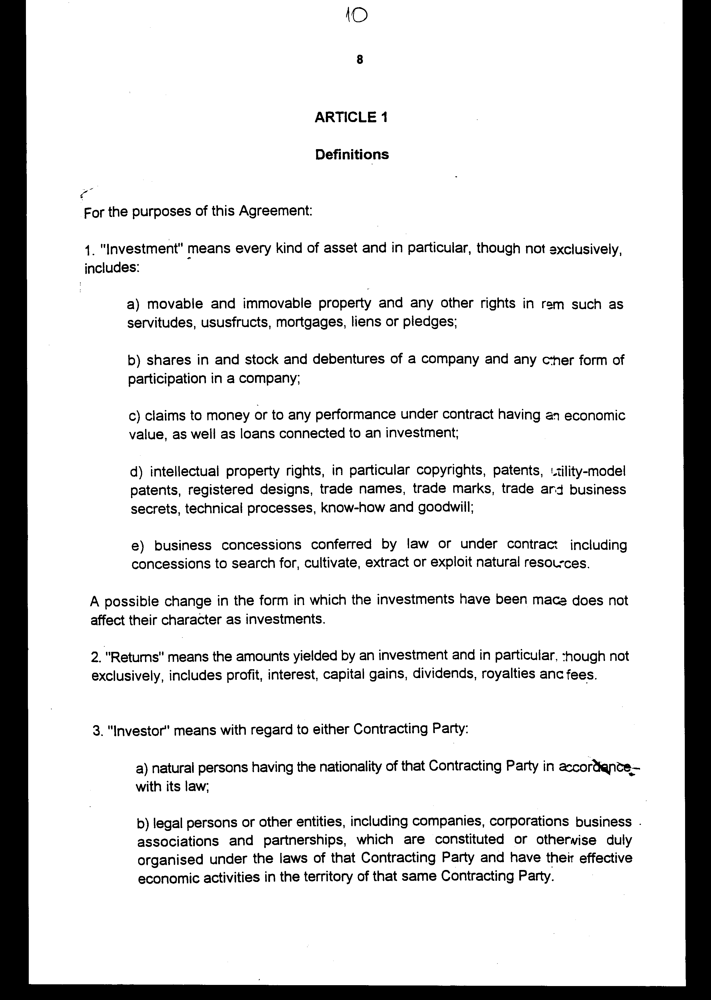 10
8
ARTICLE 1
Definitions
For the purposes of this Agreement:
1. "Investment" means every kind of asset and in particular, though not exclusively,
includes:
a) movable and immovable property and any other rights in rem such as
servitudes, ususfructs, mortgages, liens or pledges;
b) shares in and stock and debentures of a company and any other form of
participation in a company;
c) claims to money or to any performance under contract having an economic
value, as well as loans connected to an investment;
d) intellectual property rights, in particular copyrights, patents, utility-model
patents, registered designs, trade names, trade marks, trade and business
secrets, technical processes, know-how and goodwill;
e) business concessions conferred by law or under contract including
concessions to search for, cultivate, extract or exploit natural resources.
A possible change in the form in which the investments have been made does not
affect their character as investments.
2. "Returns" means the amounts yielded by an investment and in particular, though not
exclusively, includes profit, interest, capital gains, dividends, royalties and fees.
3. "Investor" means with regard to either Contracting Party:
a) natural persons having the nationality of that Contracting Party in accordance
with its law;
b) legal persons or other entities, including companies, corporations business
associations and partnerships, which are constituted or otherwise duly
organised under the laws of that Contracting Party and have their effective
economic activities in the territory of that same Contracting Party.